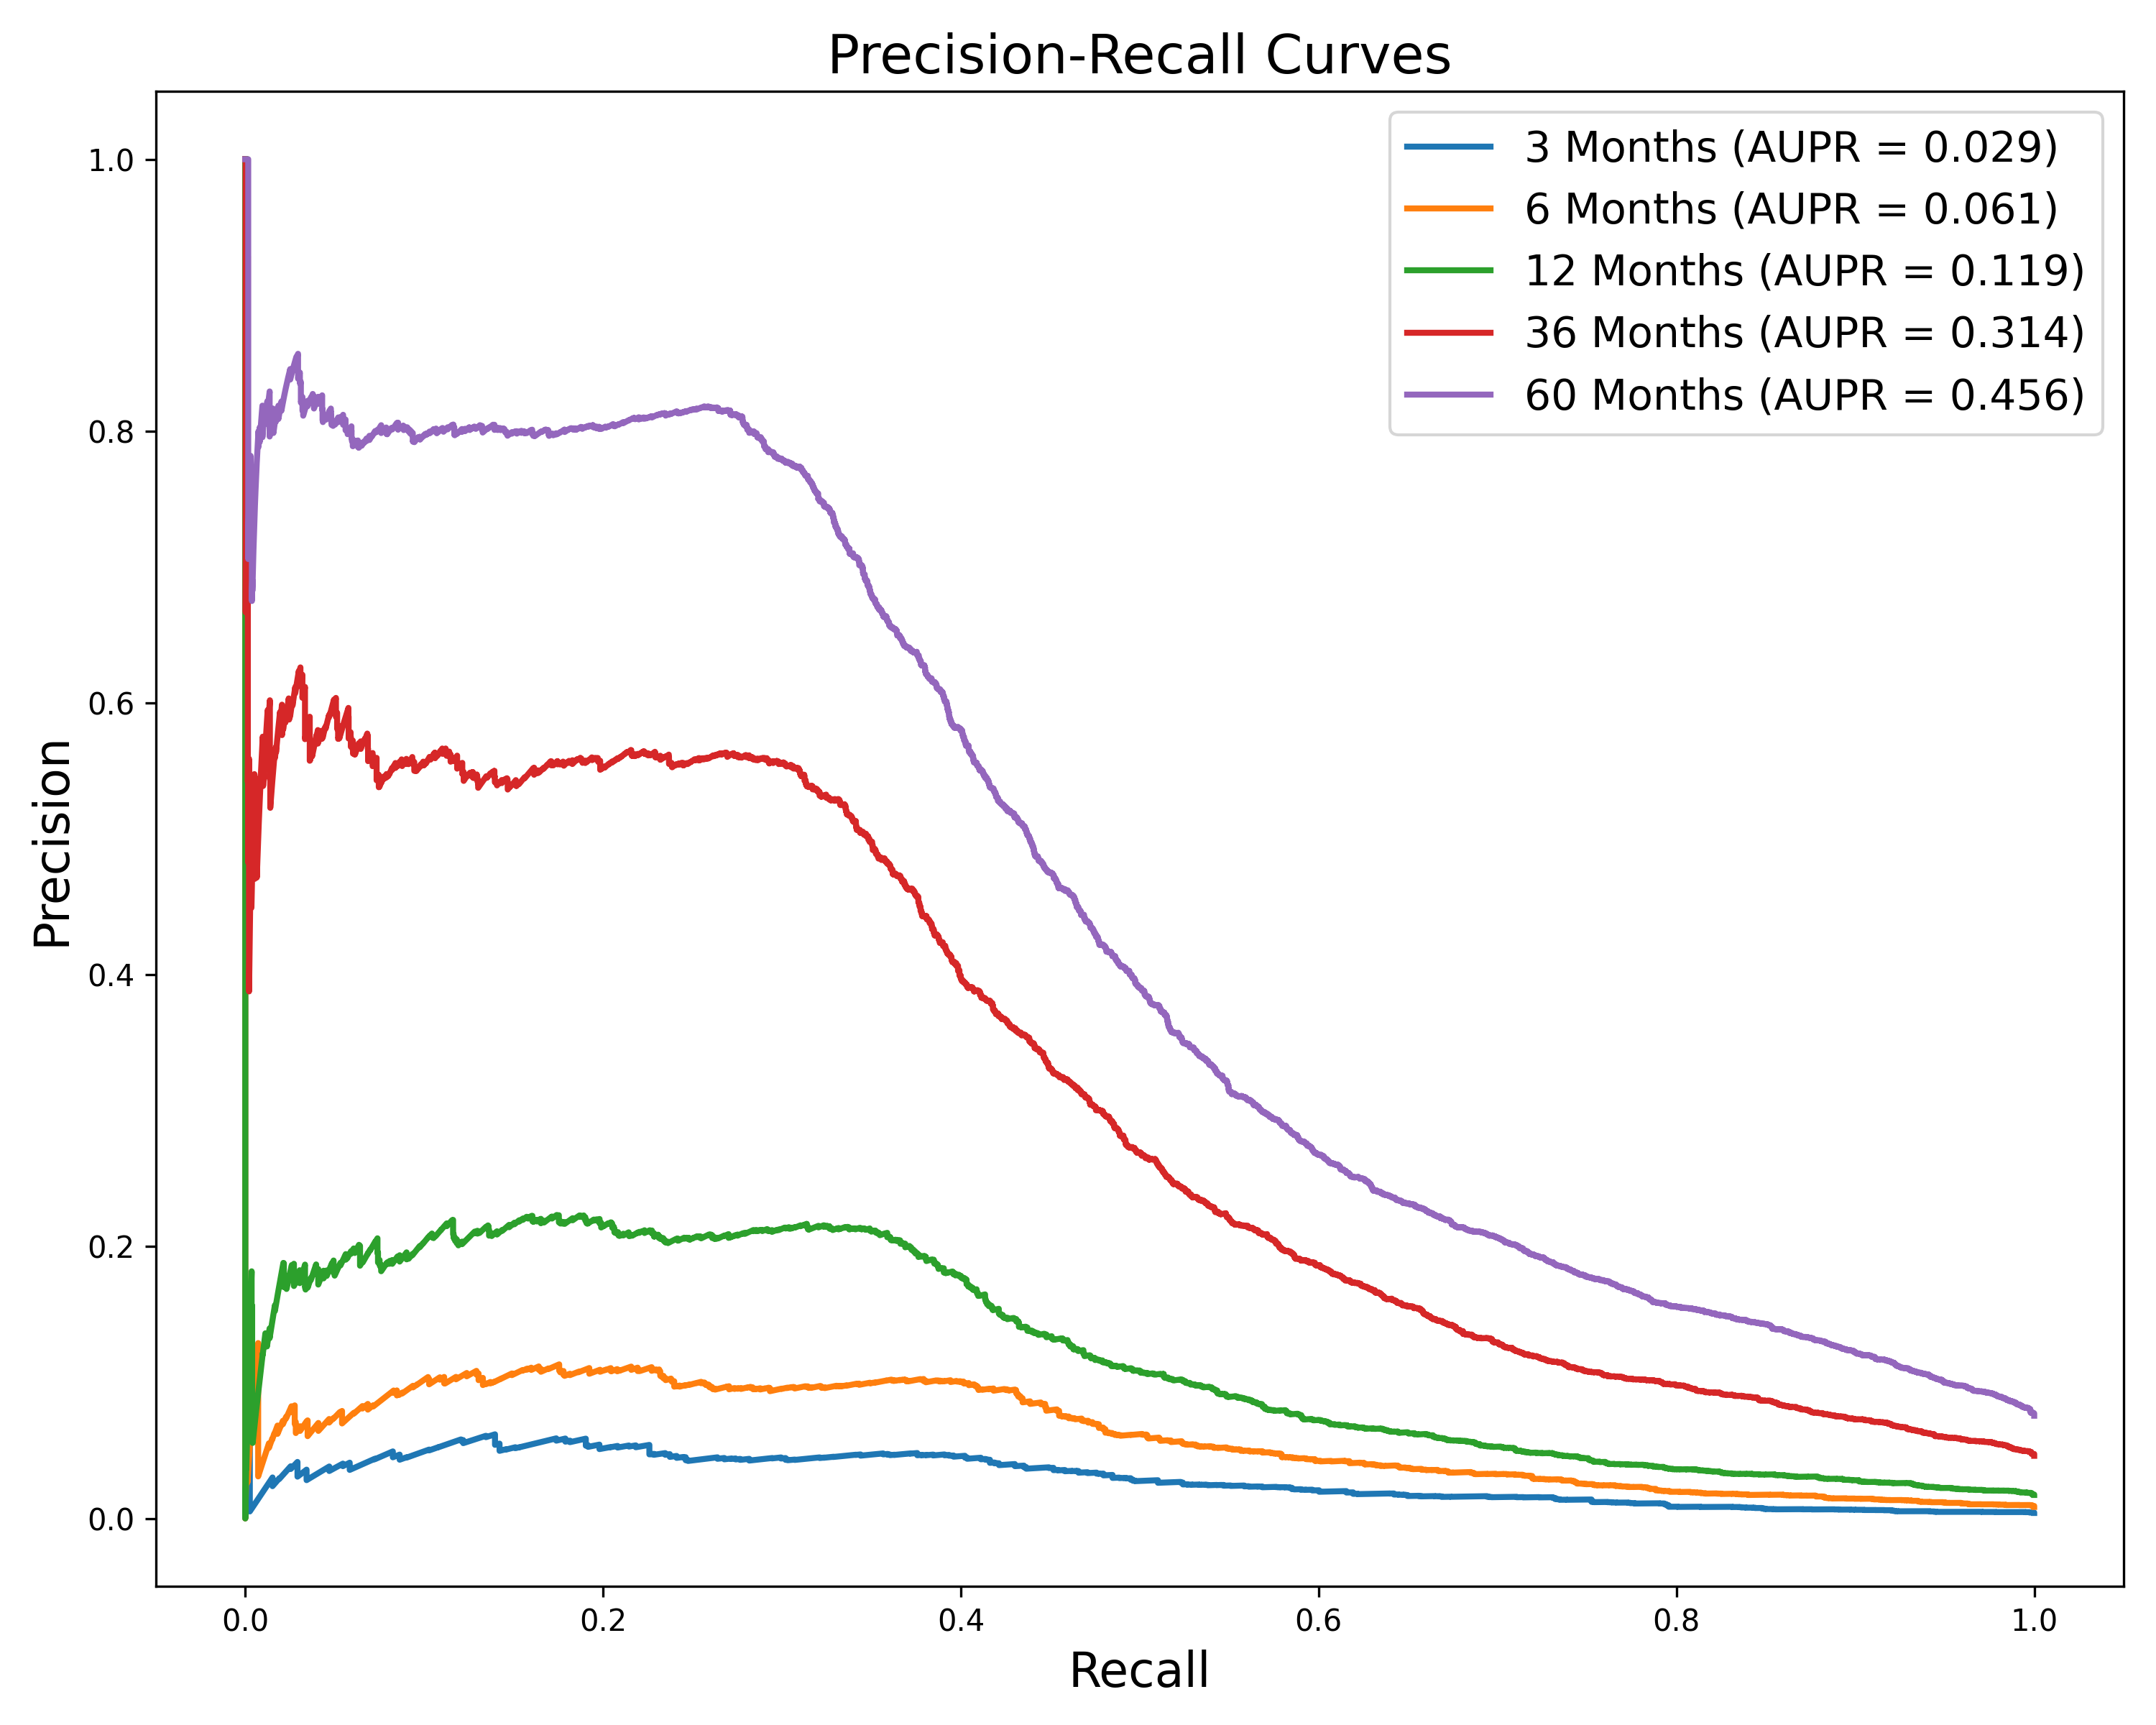 Precision-Recall Curves
3 Months (AUPR = 0.029)
6 Months (AUPR = 0.061)
12 Months (AUPR = 0.119)
36 Months (AUPR = 0.314)
60 Months (AUPR = 0.456)
Precision
1.0
0.8
0.6
0.4
0.2
0.0
0.0 0.2 0.4 0.6 0.8 1.0
Recall